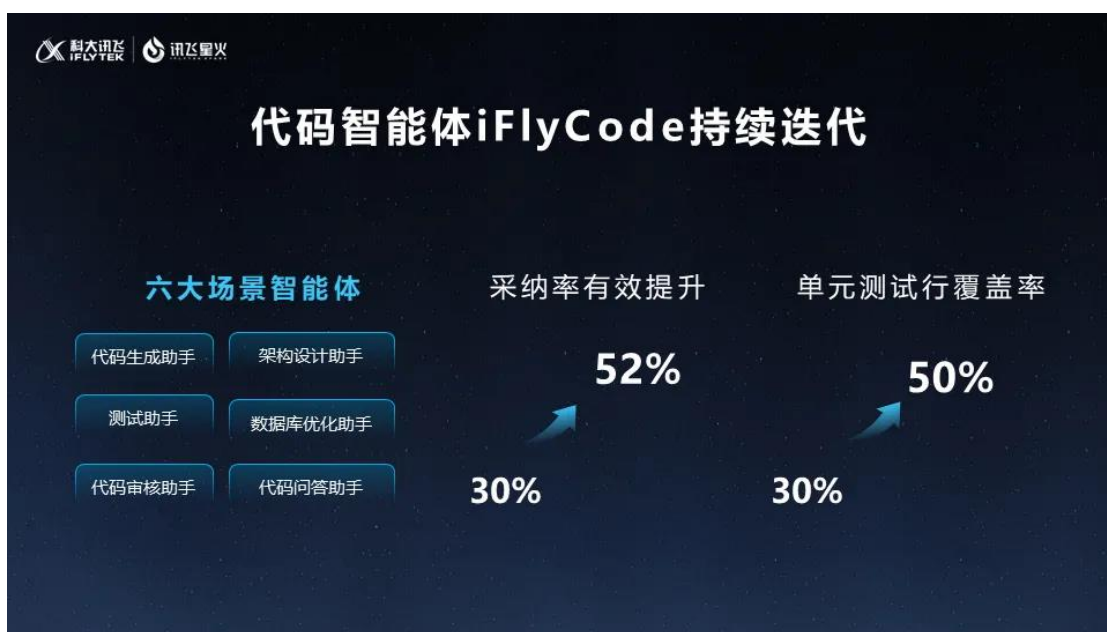 科大讯飞
iFLYTEK
讯飞星火
代码智能体iFlyCode持续迭代
六大场景智能体
代码生成助手
架构设计助手
测试助手
数据库优化助手
代码审核助手
代码问答助手
采纳率有效提升
52%
30%
单元测试行覆盖率
50%
30%